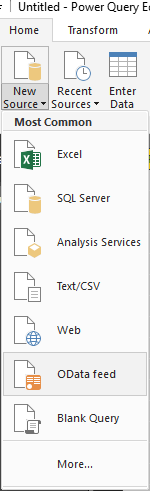 Untitled - Power Query Ed
Home Transform
New Source Recent Sources Enter Data
Most Common
Excel
SQL Server
Analysis Services
Text/CSV
Web
OData feed
Blank Query
More...